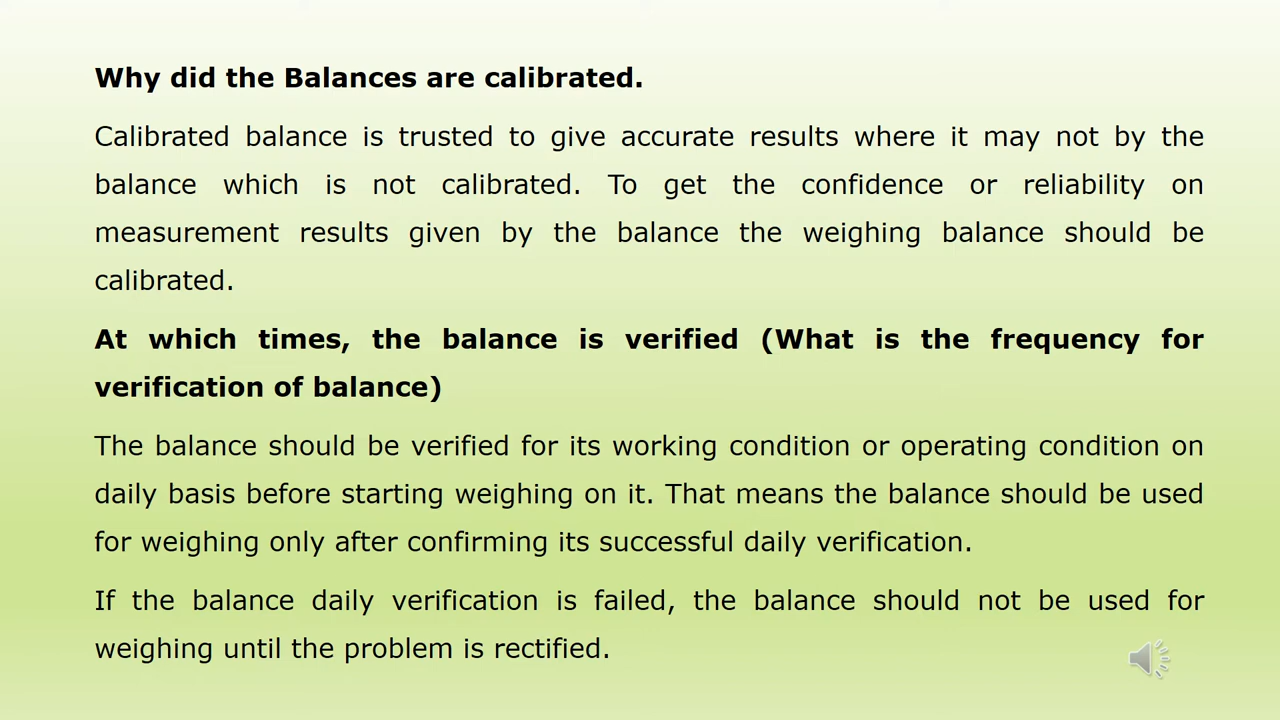 Why did the Balances are calibrated.
Calibrated balance is trusted to give accurate results where it may not by the
balance which is not calibrated. To get the confidence or reliability on
measurement results given by the balance the weighing balance should be
calibrated.
At which times, the balance is verified (What is the frequency for
verification of balance)
The balance should be verified for its working condition or operating condition on
daily basis before starting weighing on it. That means the balance should be used
for weighing only after confirming its successful daily verification.
If the balance daily verification is failed, the balance should not be used for
weighing until the problem is rectified.